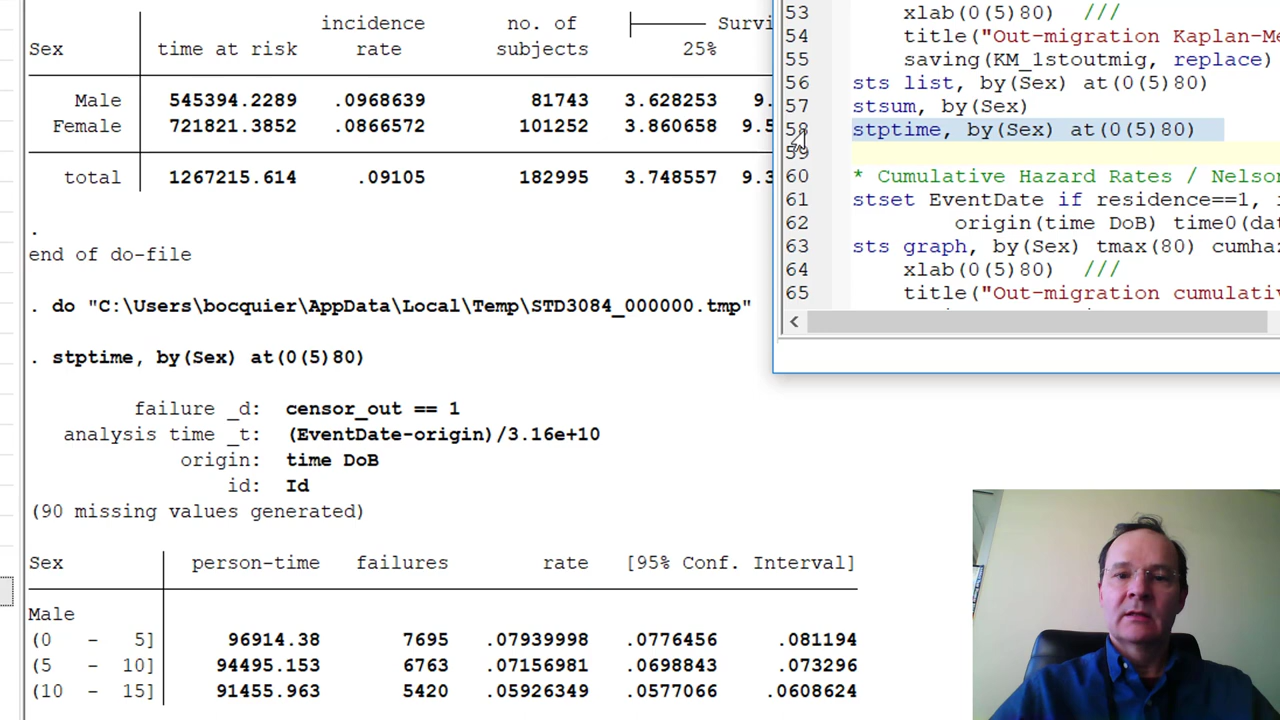 incidence no. of Survi
Sex time at risk rate subjects 25%
Male 545394.2289 .0968639 81743 3.628253 9.
Female 721821.3852 .0866572 101252 3.860658 9.5
total 1267215.614 .09105 182995 3.748557 9.3
.
end of do-file
. do "C:\Users\bocquier\AppData\Local\Temp\STD3084_000000.tmp"
. stptime, by(Sex) at(0(5)80)
failure _d: censor_out == 1
analysis time _t: (EventDate-origin)/3.16e+10
origin: time DoB
id: Id
(90 missing values generated)
Sex person-time failures rate [95% Conf. Interval]
Male
(0 - 5] 96914.38 7695 .07939998 .0776456 .081194
(5 - 10] 94495.153 6763 .07156981 .0698843 .073296
(10 - 15] 91455.963 5420 .05926349 .0577066 .0608624
53 xlab(0(5)80) ///
54 title("Out-migration Kaplan-Me
55 saving(KM_1stoutmig, replace)
56 sts list, by(Sex) at(0(5)80)
57 stsum, by(Sex)
58 stptime, by(Sex) at(0(5)80)
59
60 * Cumulative Hazard Rates / Nelso
61 stset EventDate if residence==1, i
62 origin(time DoB) time0(dat
63 sts graph, by(Sex) tmax(80) cumha
64 xlab(0(5)80) ///
65 title("Out-migration cumulativ